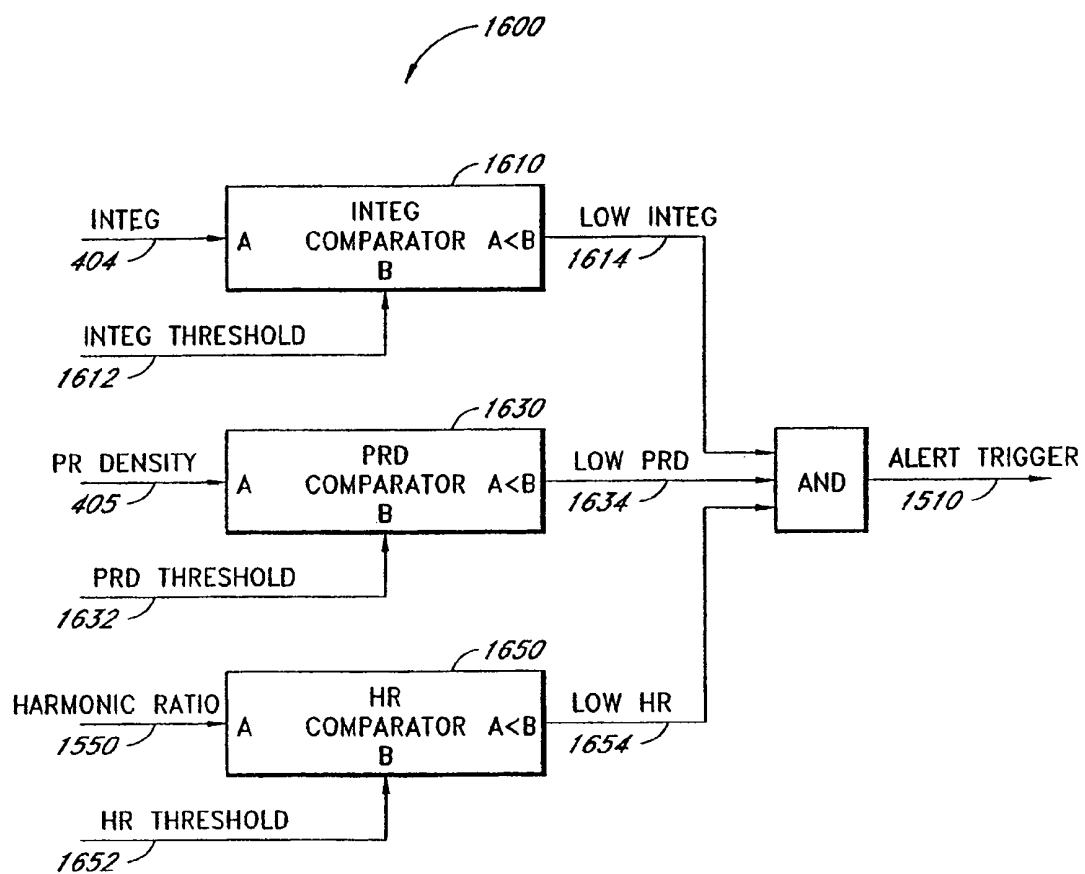 1600
1610
INTEG
404
A
INTEG
COMPARATOR
B
A<B
LOW INTEG
1614
INTEG THRESHOLD
1612
1630
PR DENSITY
405
A
PRD
COMPARATOR
B
A<B
LOW PRD
1634
AND
ALERT TRIGGER
1510
PRD THRESHOLD
1632
1650
HARMONIC RATIO
1550
A
HR
COMPARATOR
B
A<B
LOW HR
1654
HR THRESHOLD
1652